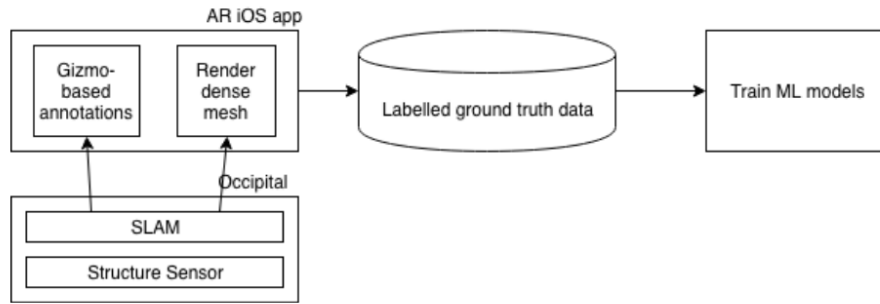 AR iOS app
Gizmo-
based
annotations
Render
dense
mesh
Labelled ground truth data
Train ML models
Occipital
SLAM
Structure Sensor